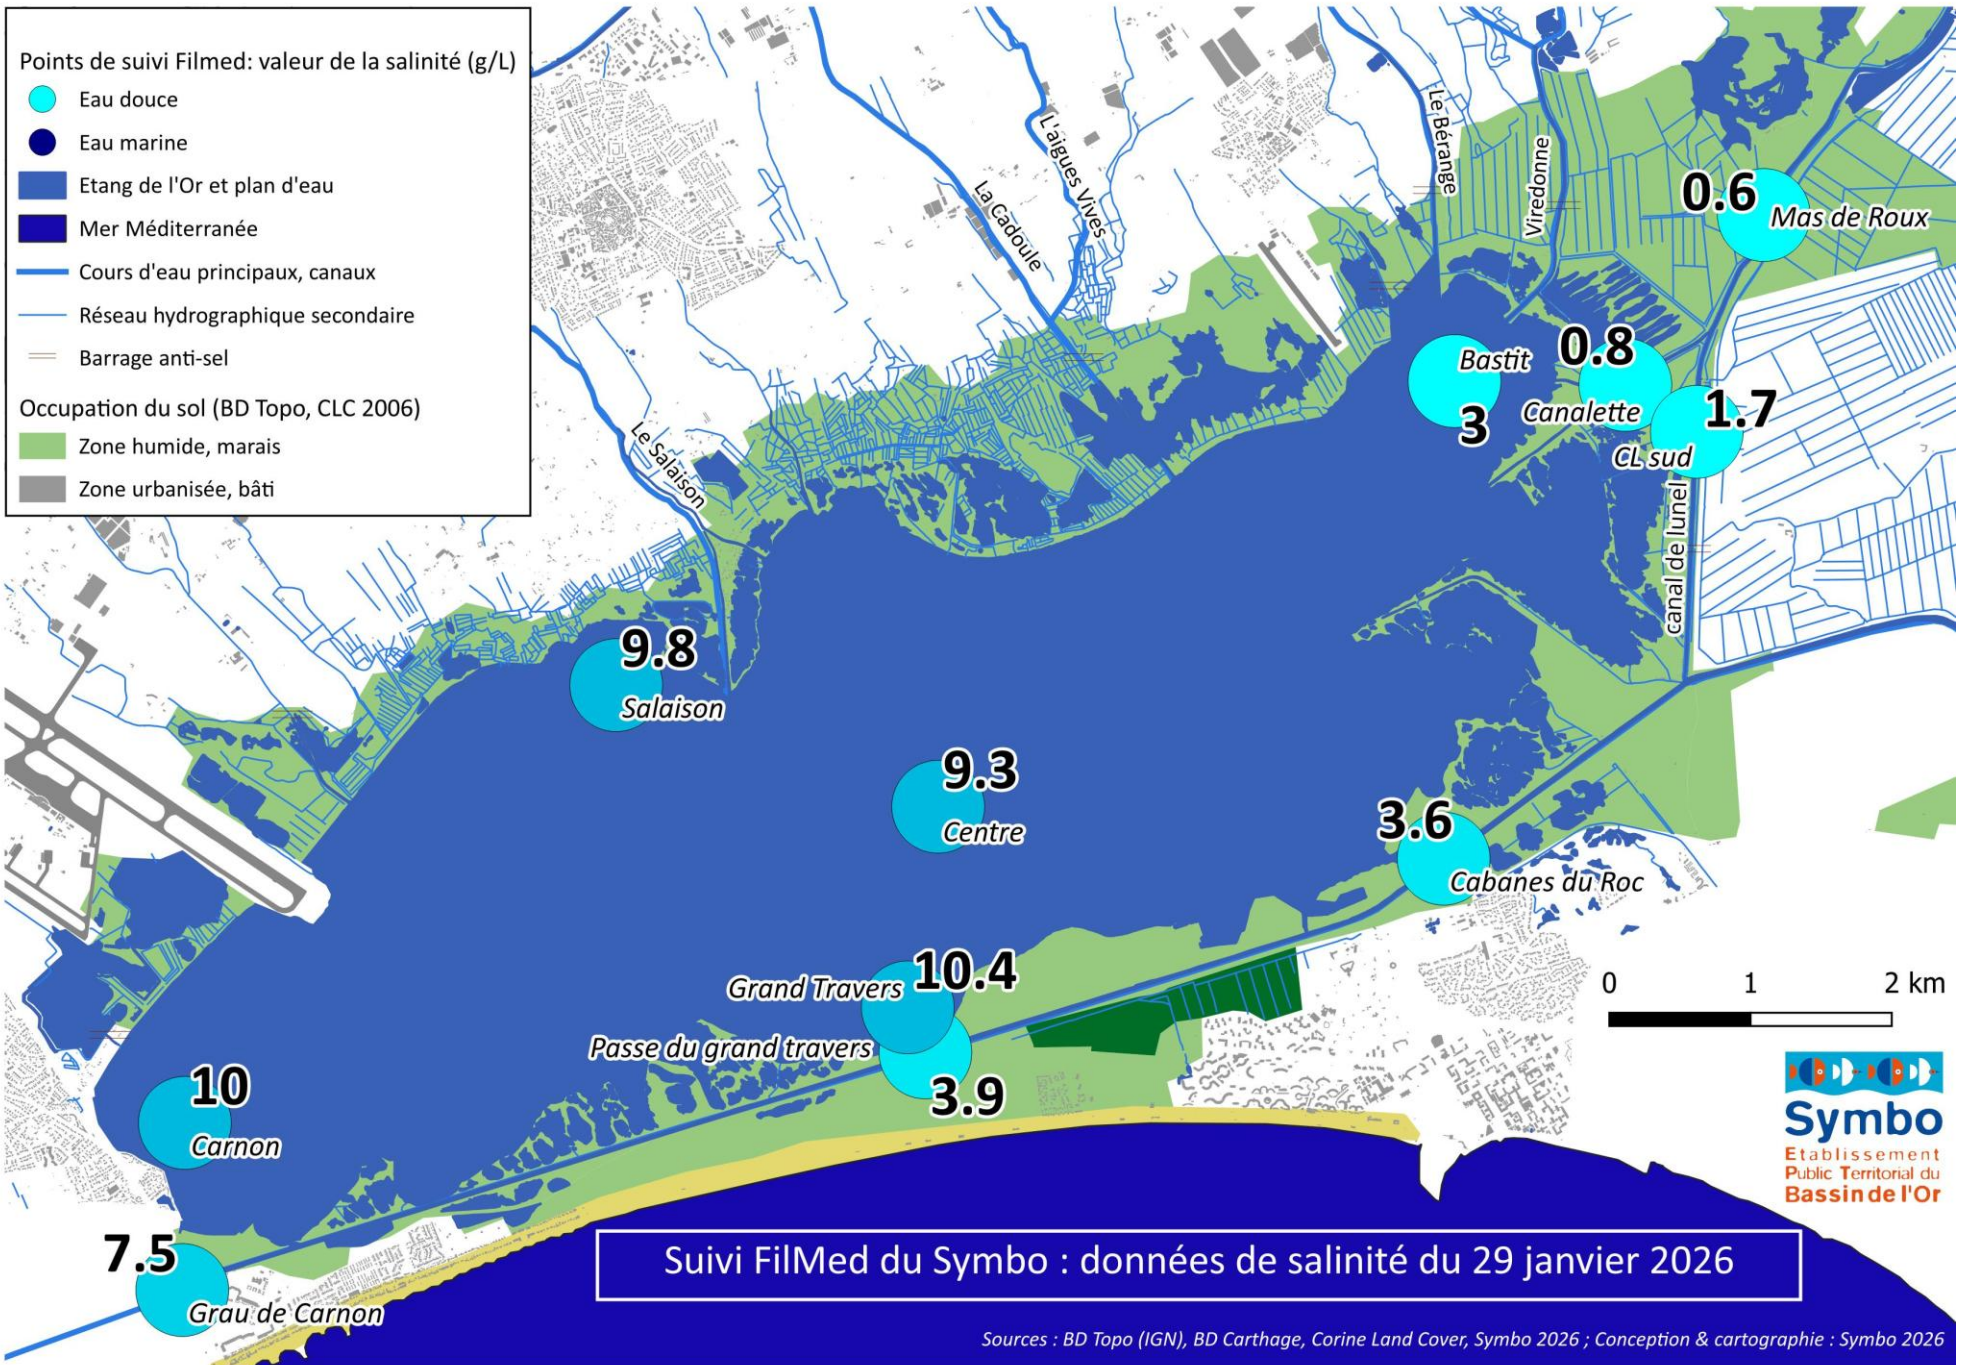 Points de suivi Filmed: valeur de la salinité (g/L)
Eau douce
Eau marine
Etang de l'Or et plan d'eau
Mer Méditerranée
Cours d'eau principaux, canaux
Réseau hydrographique secondaire
Barrage anti-sel
Occupation du sol (BD Topo, CLC 2006)
Zone humide, marais
Zone urbanisée, bâti
Le Salaison
La Cadoule
L'aigues Vives
Le Bérange
Viredonne
Canal de lunel
0.6
Mas de Roux
Bastit
3
0.8
Canalette
1.7
CL sud
9.8
Salaison
9.3
Centre
3.6
Cabanes du Roc
10.4
Grand Travers
Passe du grand travers
3.9
10
Carnon
7.5
Grau de Carnon
0 1 2 km
Symbo
Etablissement
Public Territorial du
Bassin de l'Or
Suivi FilMed du Symbo : données de salinité du 29 janvier 2026
Sources : BD Topo (IGN), BD Carthage, Corine Land Cover, Symbo 2026 ; Conception & cartographie : Symbo 2026